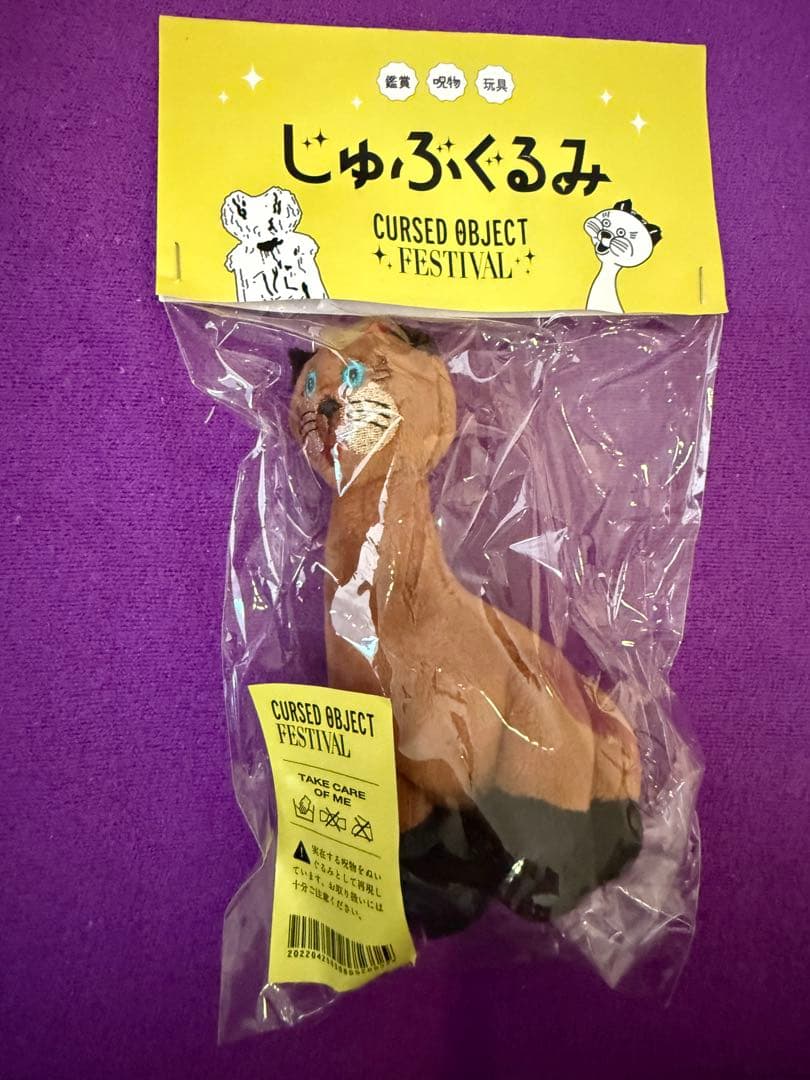 鑑賞 呪物 玩具
じゅぶぐるみ
CURSED OBJECT
FESTIVAL
CURSED OBJECT
FESTIVAL
TAKE CARE
OF ME
実在する呪物をぬい
ぐるみとして再現し
ています。お取り扱いには
十分ご注意ください。